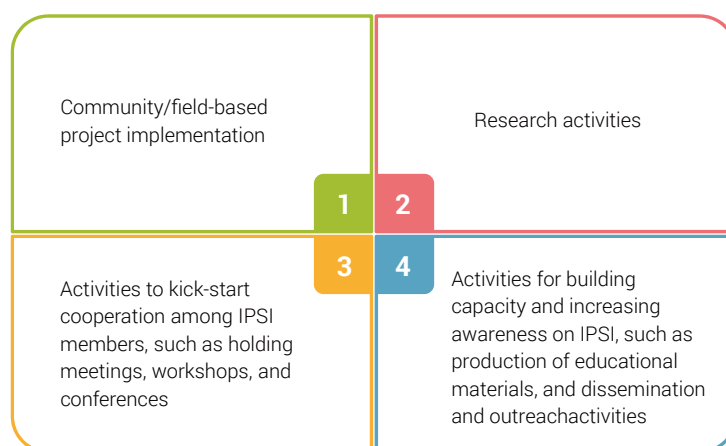 Community/field-based
project implementation
1
Research activities
2
3
Activities to kick-start
cooperation among IPSI
members, such as holding
meetings, workshops, and
conferences
4
Activities for building
capacity and increasing
awareness on IPSI, such as
production of educational
materials, and dissemination
and outreachactivities